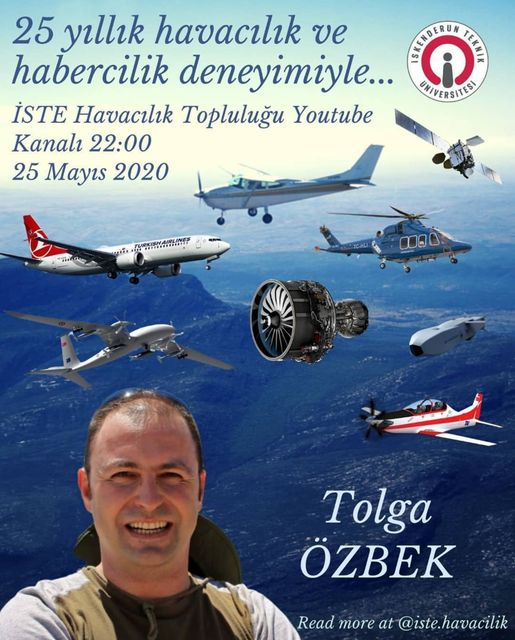 25 yıllık havacılık ve
habercilik deneyimiyle...
İSTE Havacılık Topluluğu Youtube
Kanalı 22:00
25 Mayıs 2020
İSKENDERUN TEKNİK
ÜNİVERSİTESİ
TURKISH AIRLINES
Tolga
ÖZBEK
Read more at @iste.havacilik